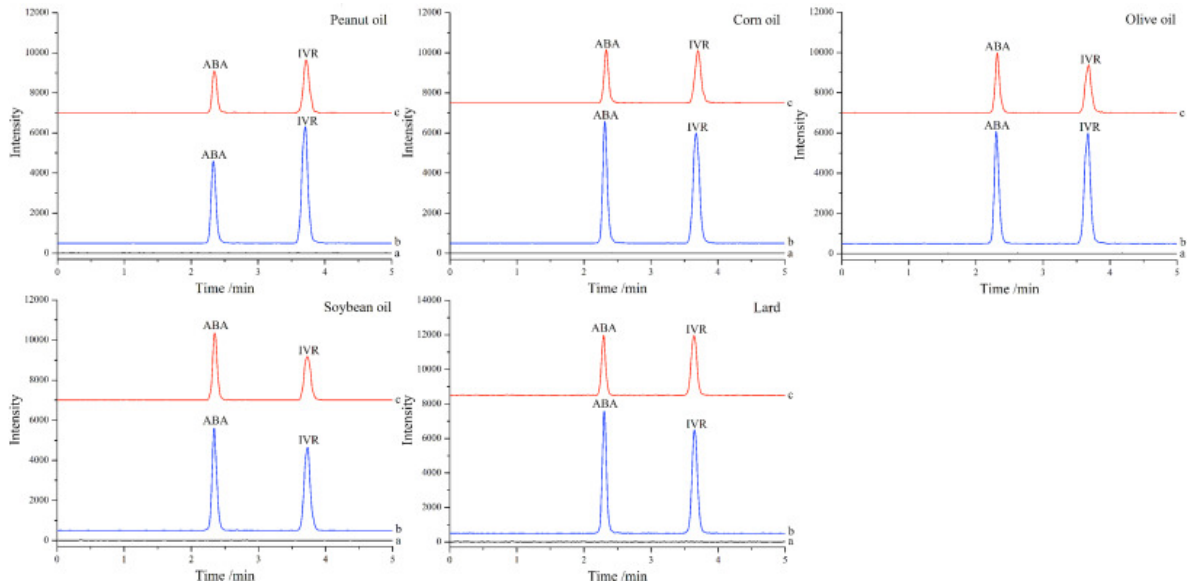 Peanut oil
12000
10000
8000
6000
4000
2000
0
Intensity
ABA
IVR
c
ABA
IVR
b
a
0
1
2
3
4
5
Time /min
Corn oil
12000
10000
8000
6000
4000
2000
0
Intensity
ABA
IVR
c
ABA
IVR
b
a
0
1
2
3
4
5
Time /min
Olive oil
12000
10000
8000
6000
4000
2000
0
Intensity
ABA
IVR
c
ABA
IVR
b
a
0
1
2
3
4
5
Time /min
Soybean oil
12000
10000
8000
6000
4000
2000
0
Intensity
ABA
IVR
c
ABA
IVR
b
a
0
1
2
3
4
5
Time /min
Lard
14000
12000
10000
8000
6000
4000
2000
0
Intensity
ABA
IVR
c
ABA
IVR
b
a
0
1
2
3
4
5
Time /min